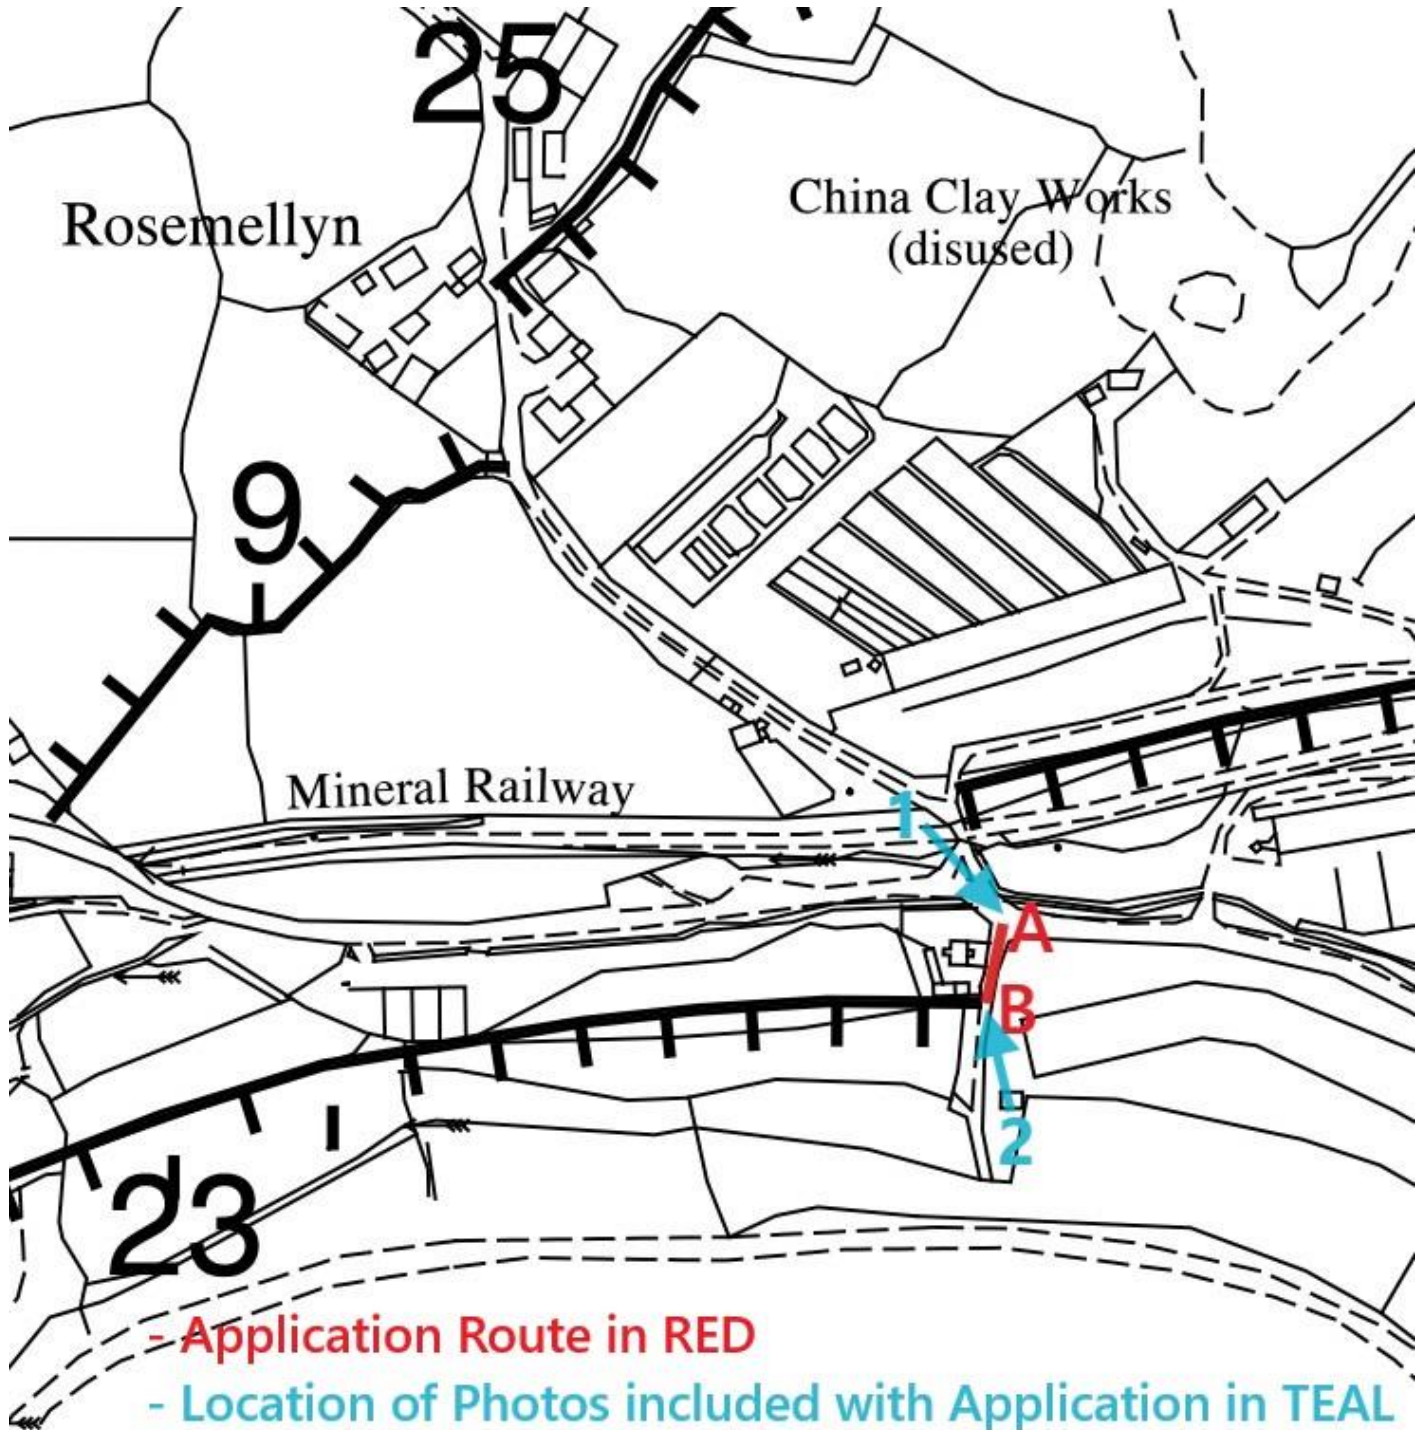 25
Rosemellyn
China Clay Works
(disused)
9
Mineral Railway
1
A
B
2
23
- Application Route in RED
- Location of Photos included with Application in TEAL